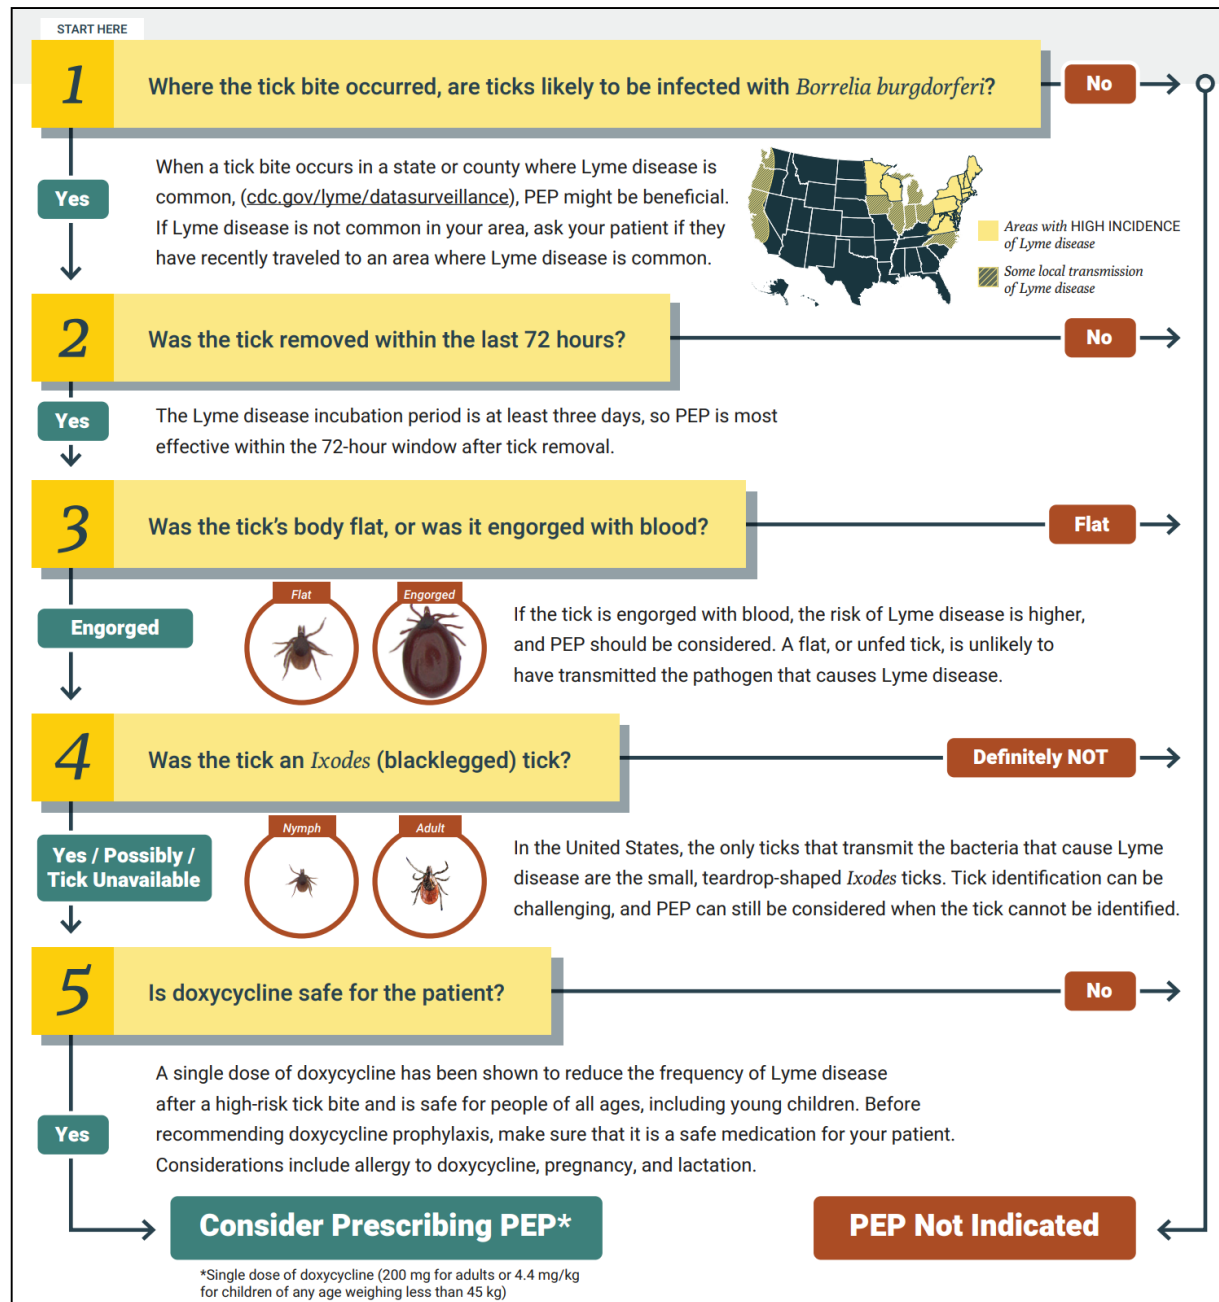 START HERE
1
Where the tick bite occurred, are ticks likely to be infected with Borrelia burgdorferi?
No
Yes
When a tick bite occurs in a state or county where Lyme disease is
common, (cdc.gov/lyme/datasurveillance), PEP might be beneficial.
If Lyme disease is not common in your area, ask your patient if they
have recently traveled to an area where Lyme disease is common.
Areas with HIGH INCIDENCE
of Lyme disease
Some local transmission
of Lyme disease
2
Was the tick removed within the last 72 hours?
No
Yes
The Lyme disease incubation period is at least three days, so PEP is most
effective within the 72-hour window after tick removal.
3
Was the tick's body flat, or was it engorged with blood?
Flat
Engorged
Flat
Engorged
If the tick is engorged with blood, the risk of Lyme disease is higher,
and PEP should be considered. A flat, or unfed tick, is unlikely to
have transmitted the pathogen that causes Lyme disease.
4
Was the tick an Ixodes (blacklegged) tick?
Definitely NOT
Yes / Possibly /
Tick Unavailable
Nymph
Adult
In the United States, the only ticks that transmit the bacteria that cause Lyme
disease are the small, teardrop-shaped Ixodes ticks. Tick identification can be
challenging, and PEP can still be considered when the tick cannot be identified.
5
Is doxycycline safe for the patient?
No
Yes
A single dose of doxycycline has been shown to reduce the frequency of Lyme disease
after a high-risk tick bite and is safe for people of all ages, including young children. Before
recommending doxycycline prophylaxis, make sure that it is a safe medication for your patient.
Considerations include allergy to doxycycline, pregnancy, and lactation.
Consider Prescribing PEP*
PEP Not Indicated
*Single dose of doxycycline (200 mg for adults or 4.4 mg/kg
for children of any age weighing less than 45 kg)